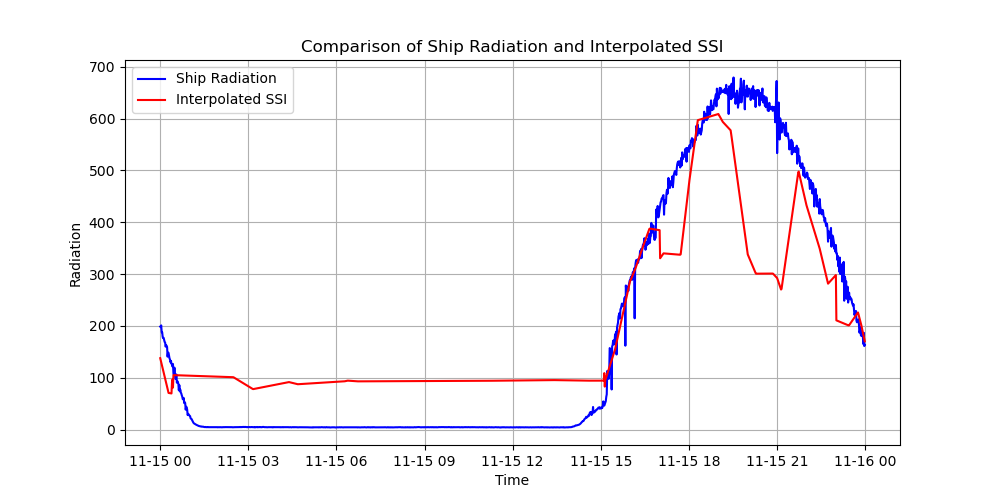 Comparison of Ship Radiation and Interpolated SSI
Ship Radiation
Interpolated SSI
Radiation
700
600
500
400
300
200
100
0
11-15 00 11-15 03 11-15 06 11-15 09 11-15 12 11-15 15 11-15 18 11-15 21 11-16 00
Time